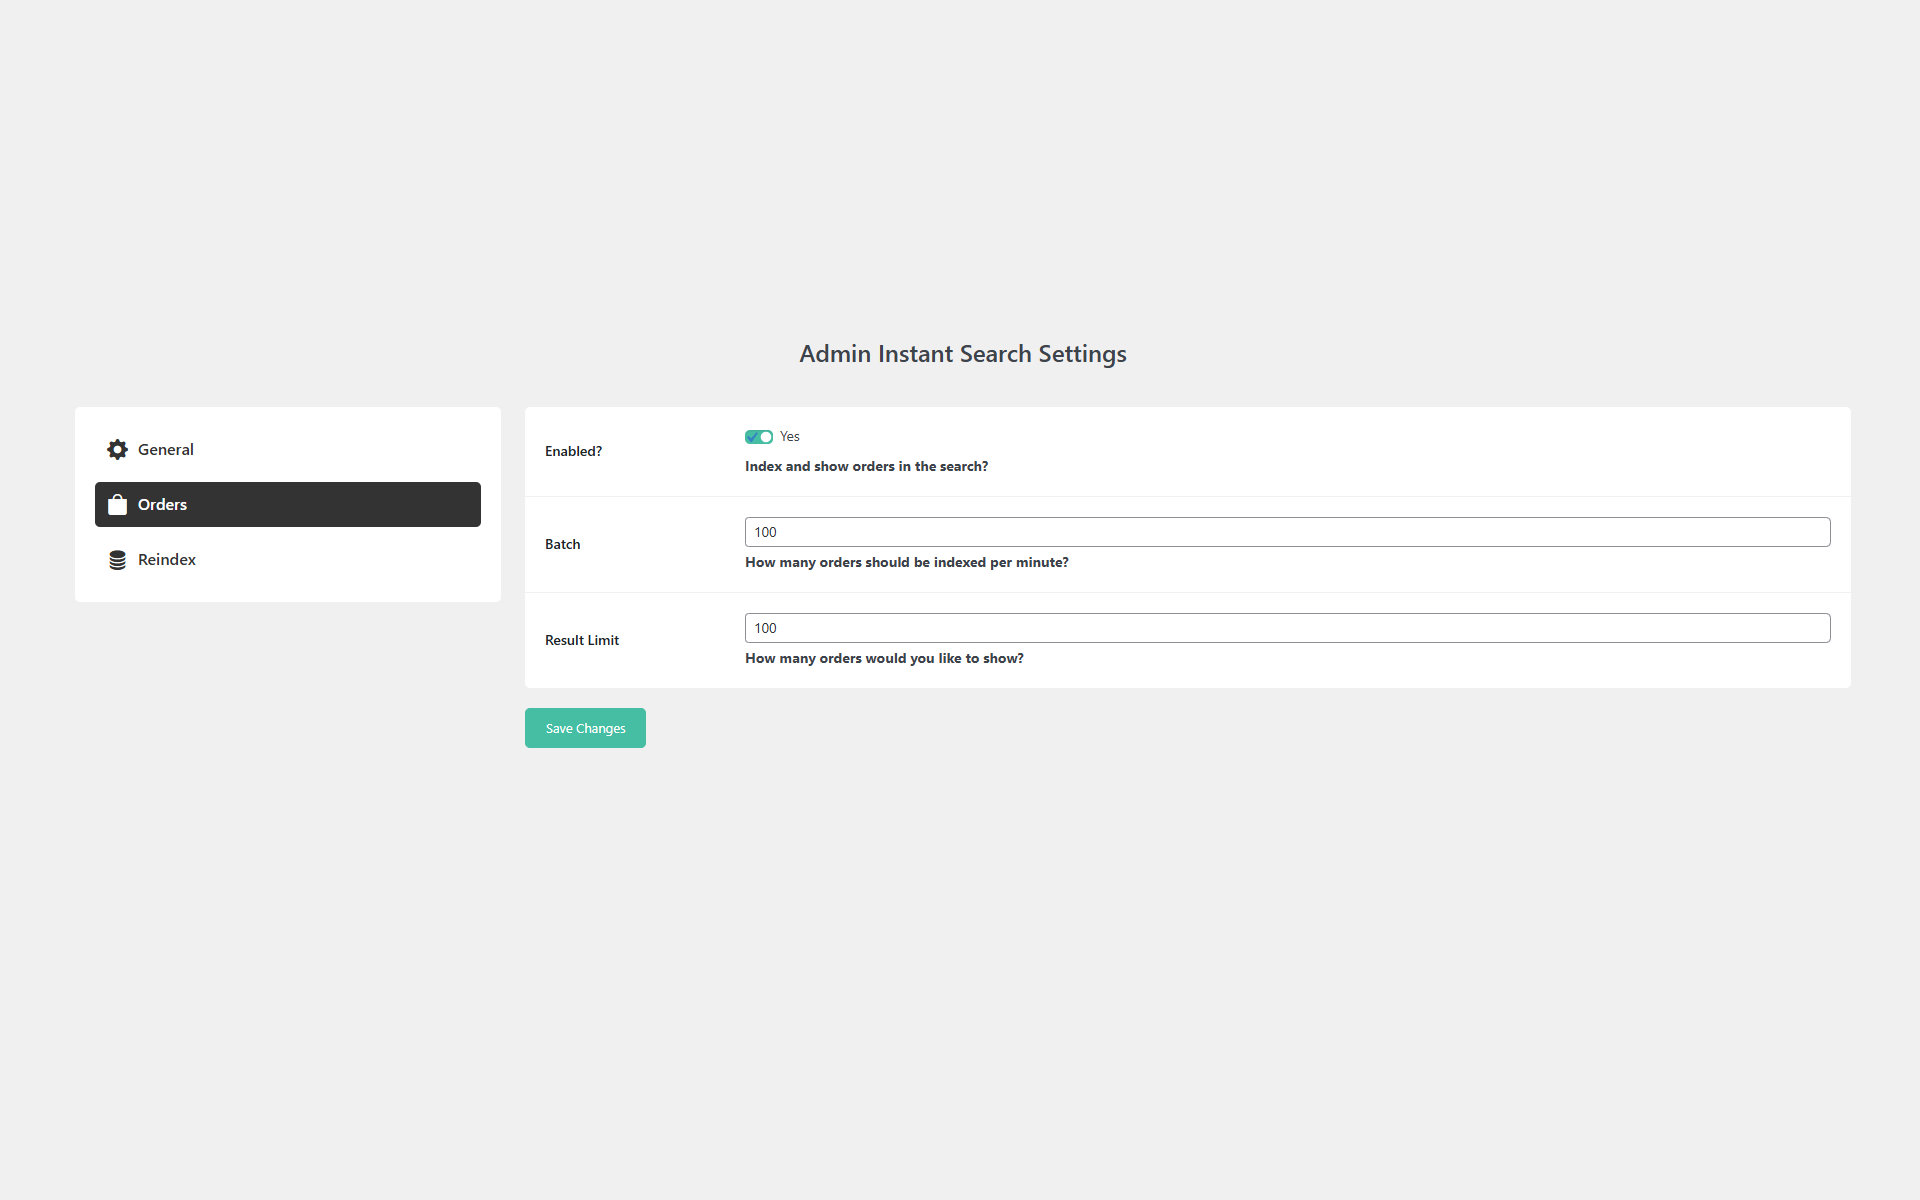 Admin Instant Search Settings
General
Orders
Reindex
Enabled?
Yes
Index and show orders in the search?
Batch
100
How many orders should be indexed per minute?
Result Limit
100
How many orders would you like to show?
Save Changes